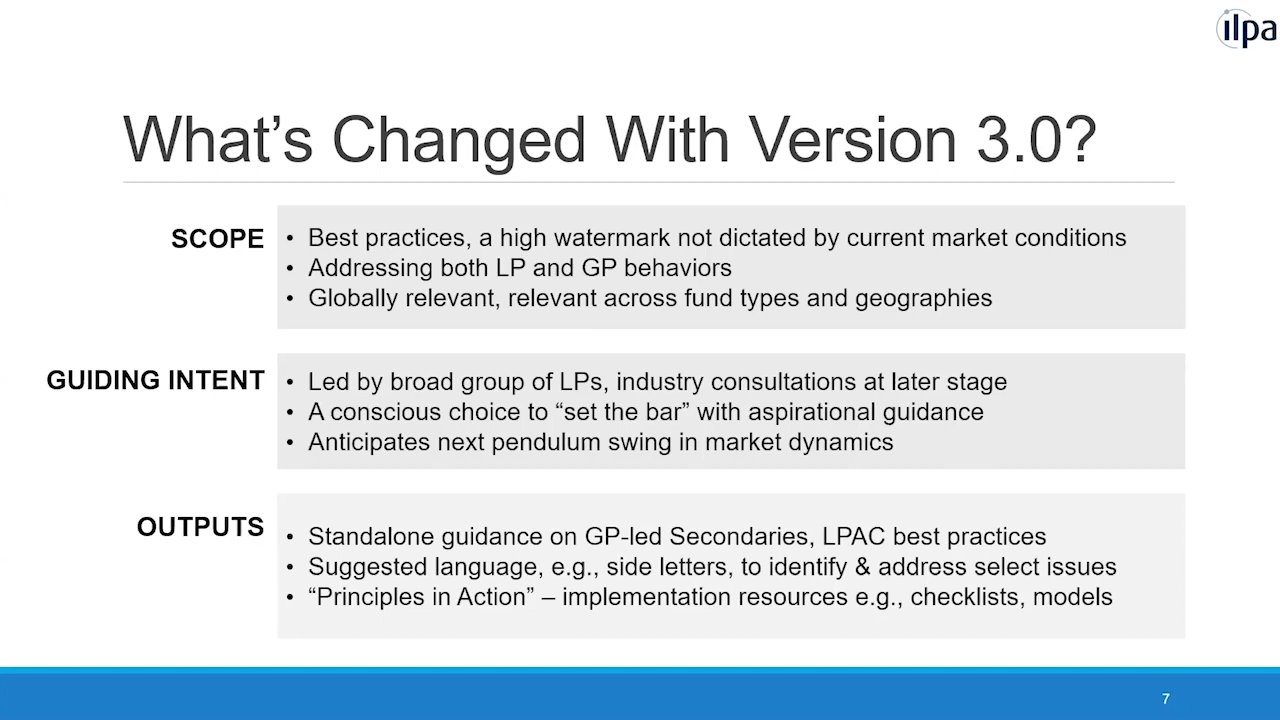 ilpa
What’s Changed With Version 3.0?
SCOPE
• Best practices, a high watermark not dictated by current market conditions
• Addressing both LP and GP behaviors
• Globally relevant, relevant across fund types and geographies
GUIDING INTENT
• Led by broad group of LPs, industry consultations at later stage
• A conscious choice to “set the bar” with aspirational guidance
• Anticipates next pendulum swing in market dynamics
OUTPUTS
• Standalone guidance on GP-led Secondaries, LPAC best practices
• Suggested language, e.g., side letters, to identify & address select issues
• “Principles in Action” – implementation resources e.g., checklists, models
7